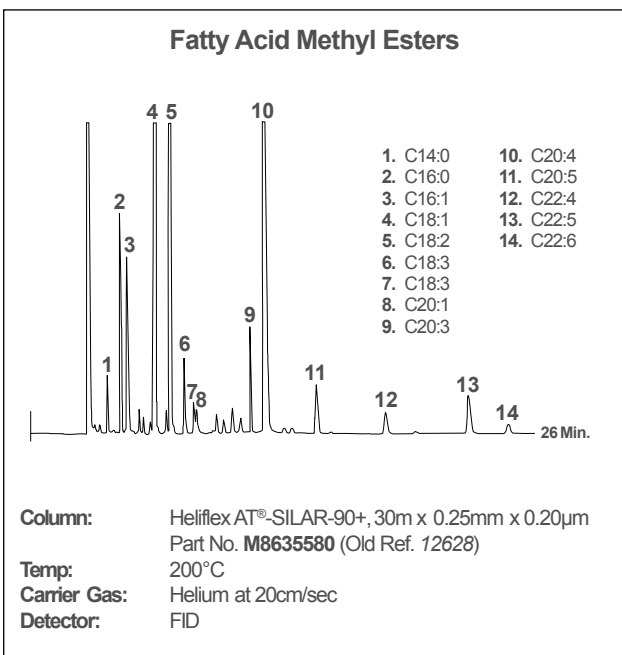 Fatty Acid Methyl Esters
4 5 10
2
3
1
6
7
8
9
11
12
13
14
26 Min.
1. C14:0
2. C16:0
3. C16:1
4. C18:1
5. C18:2
6. C18:3
7. C18:3
8. C20:1
9. C20:3
10. C20:4
11. C20:5
12. C22:4
13. C22:5
14. C22:6
Column: Heliflex AT®-SILAR-90+, 30m x 0.25mm x 0.20µm
Part No. M8635580 (Old Ref. 12628)
Temp: 200°C
Carrier Gas: Helium at 20cm/sec
Detector: FID